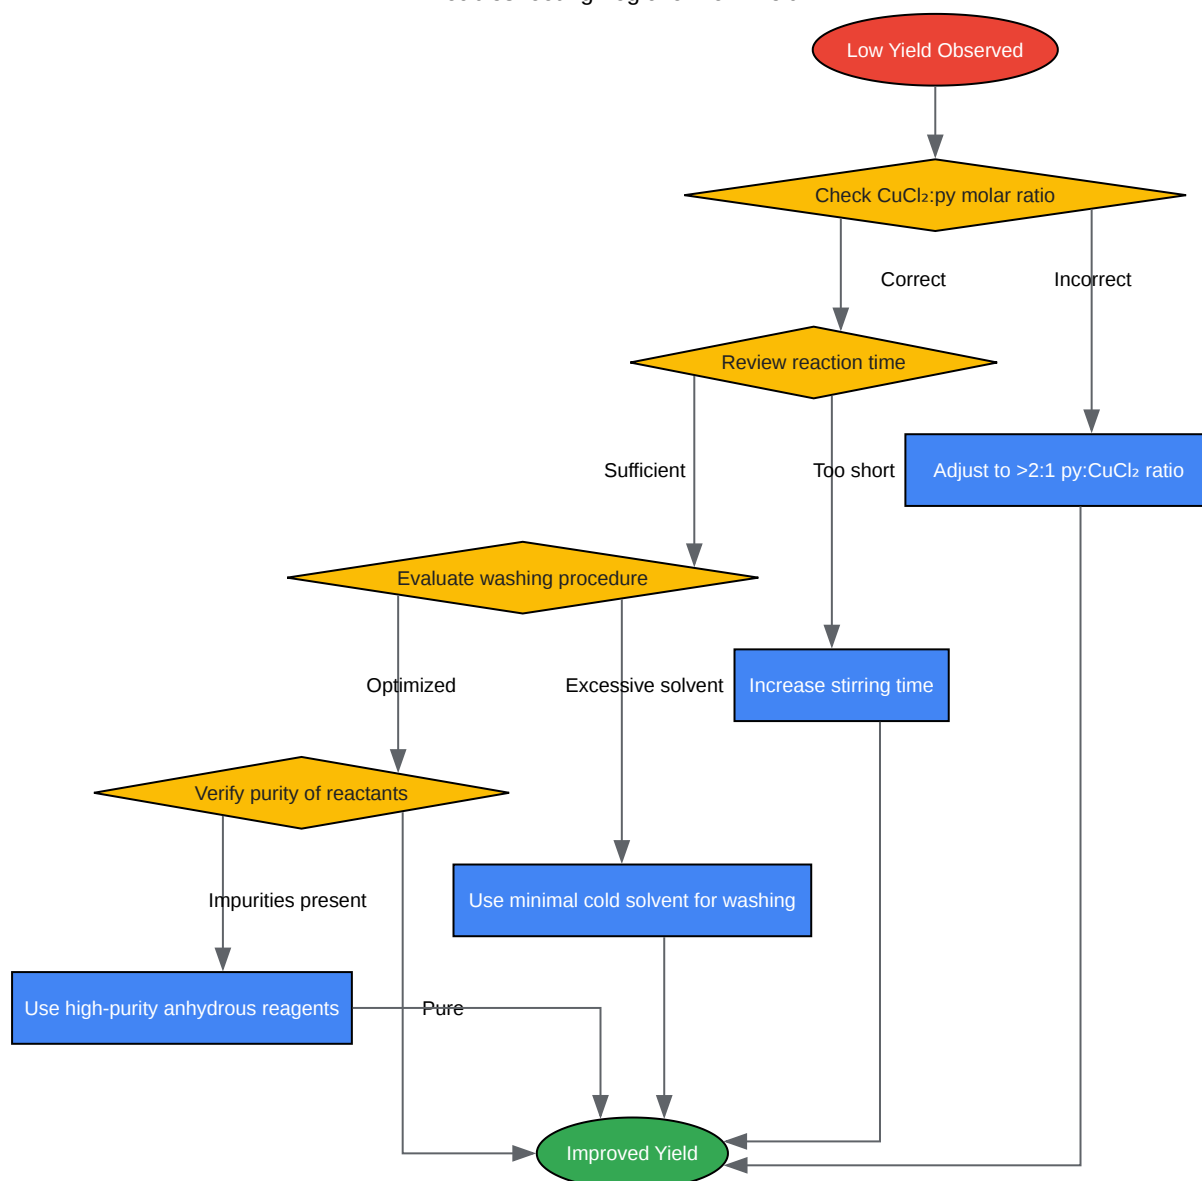 Low Yield Observed
Check CuCl₂:py molar ratio
Correct
Incorrect
Review reaction time
Sufficient
Too short
Adjust to >2:1 py:CuCl₂ ratio
Evaluate washing procedure
Optimized
Excessive solvent
Increase stirring time
Verify purity of reactants
Impurities present
Use minimal cold solvent for washing
Use high-purity anhydrous reagents
Pure
Improved Yield